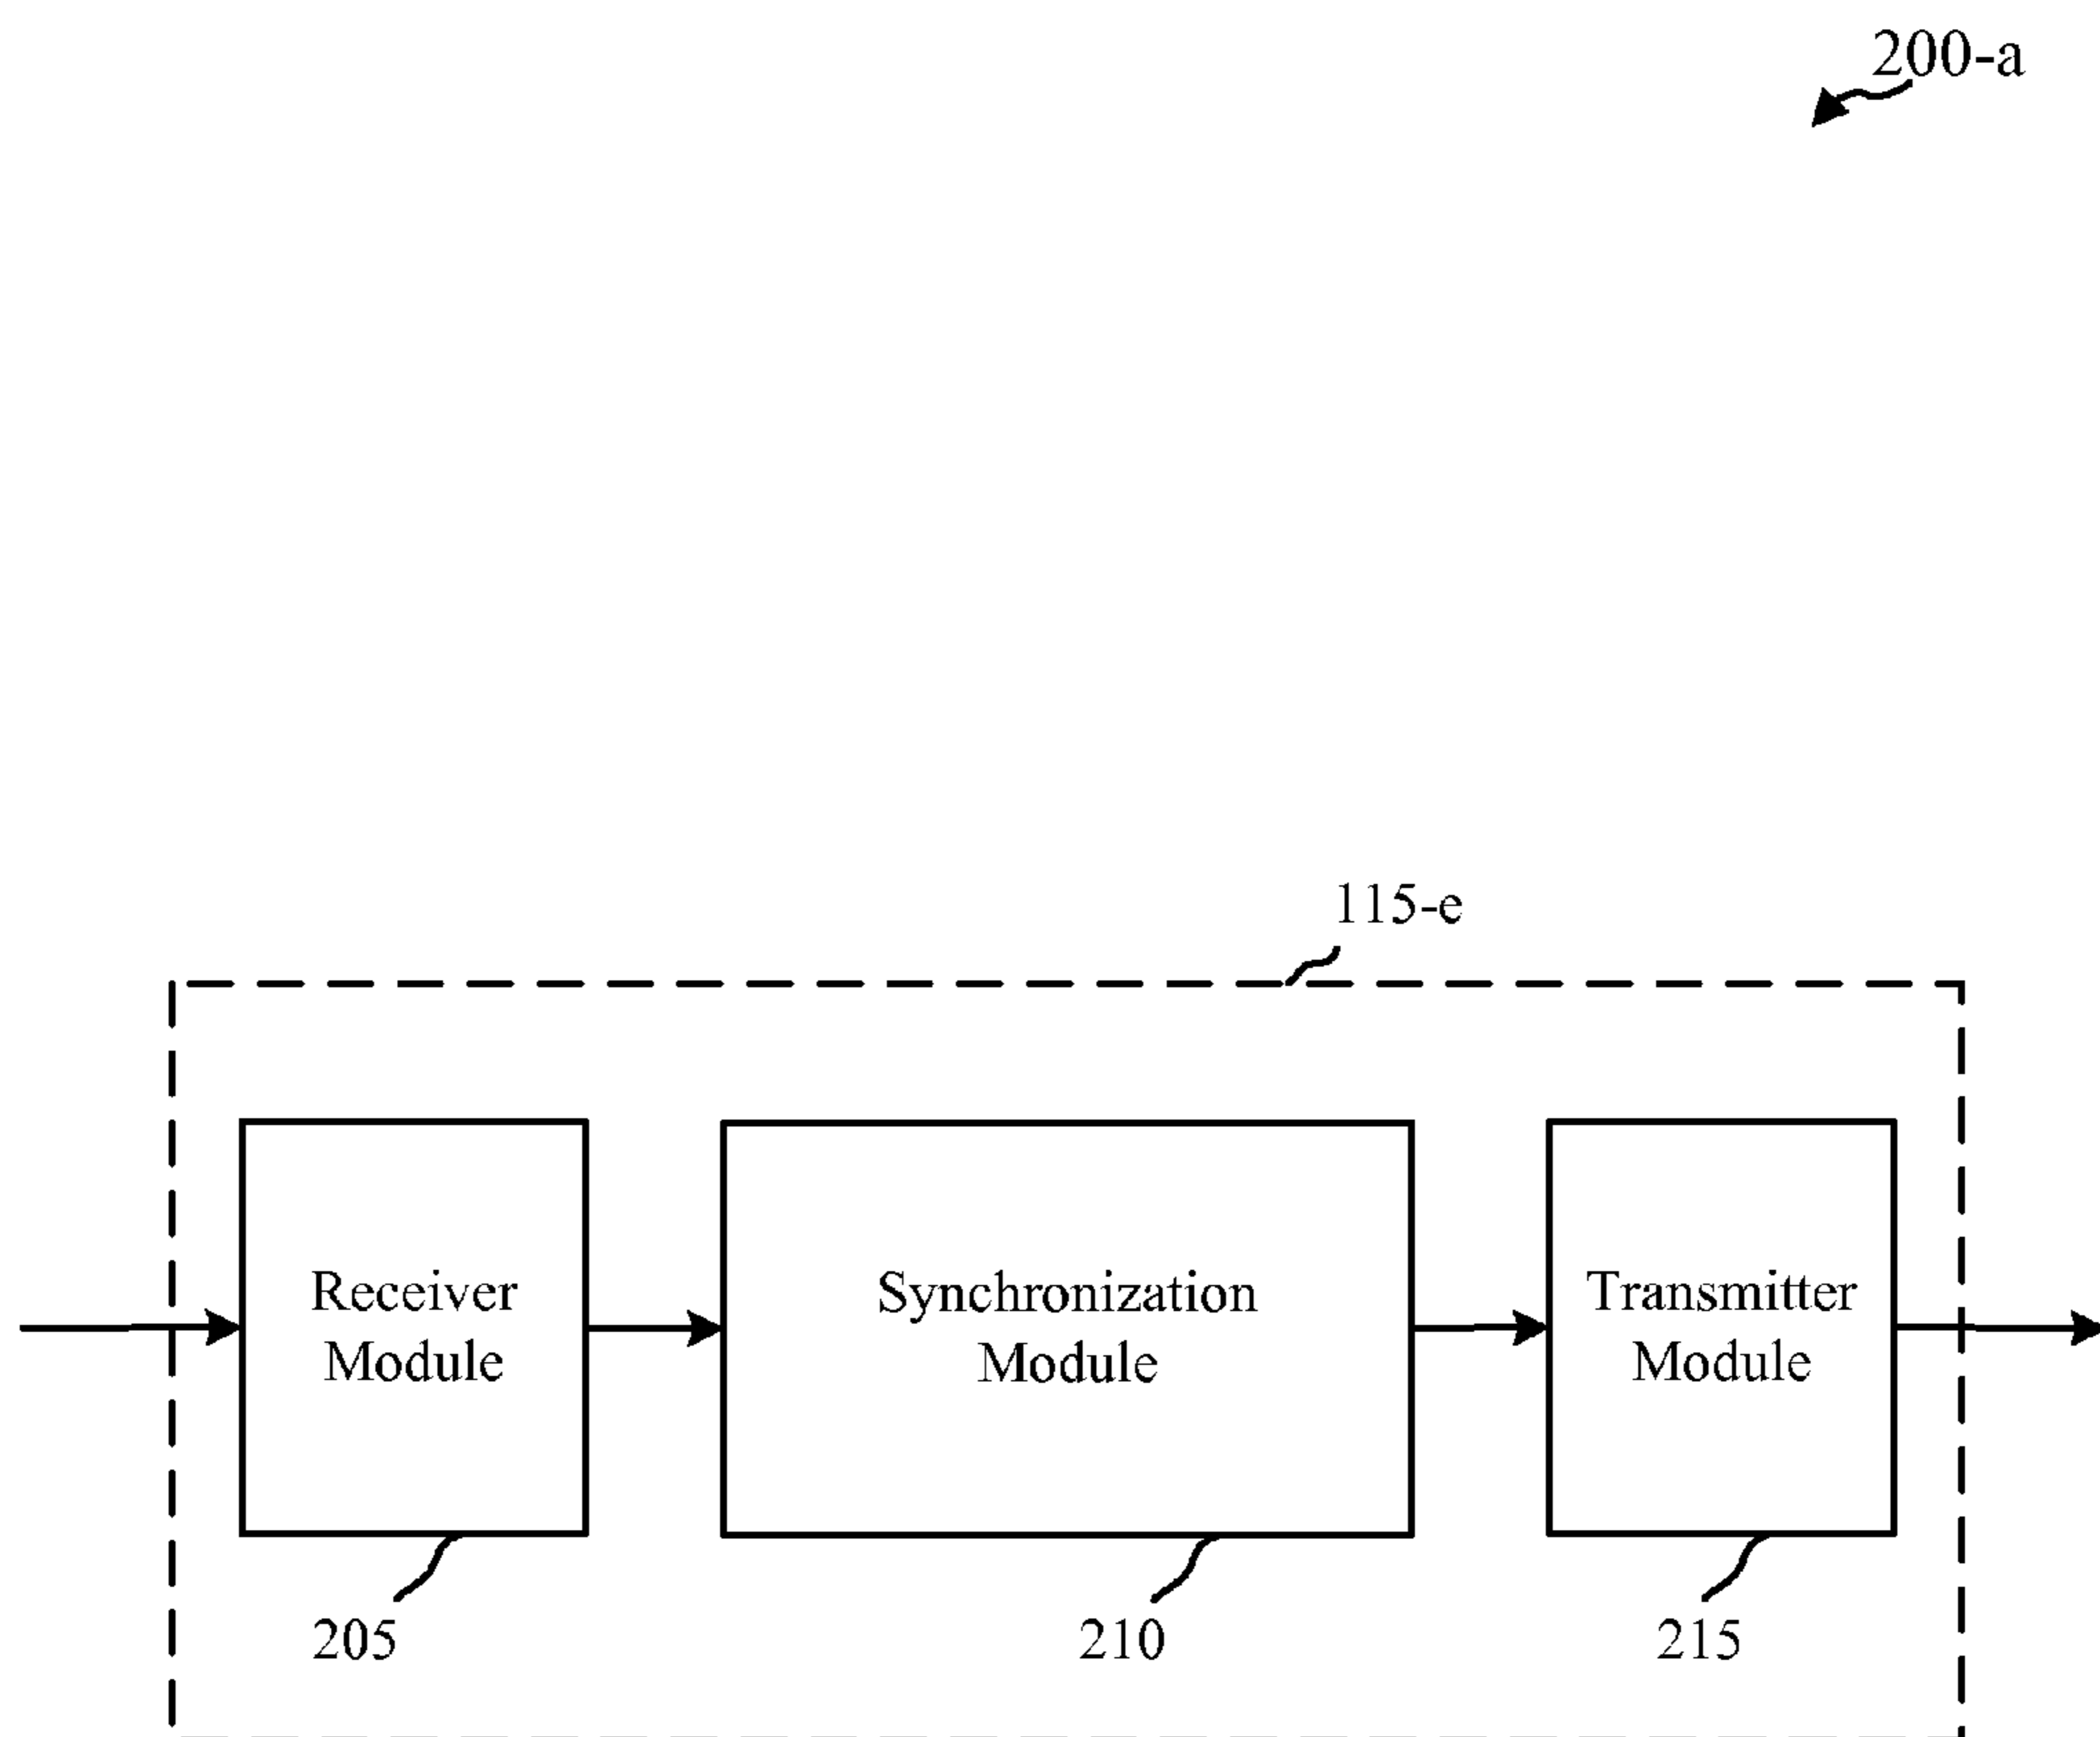 200-a
115-e
Receiver
Module
Synchronization
Module
Transmitter
Module
205
210
215